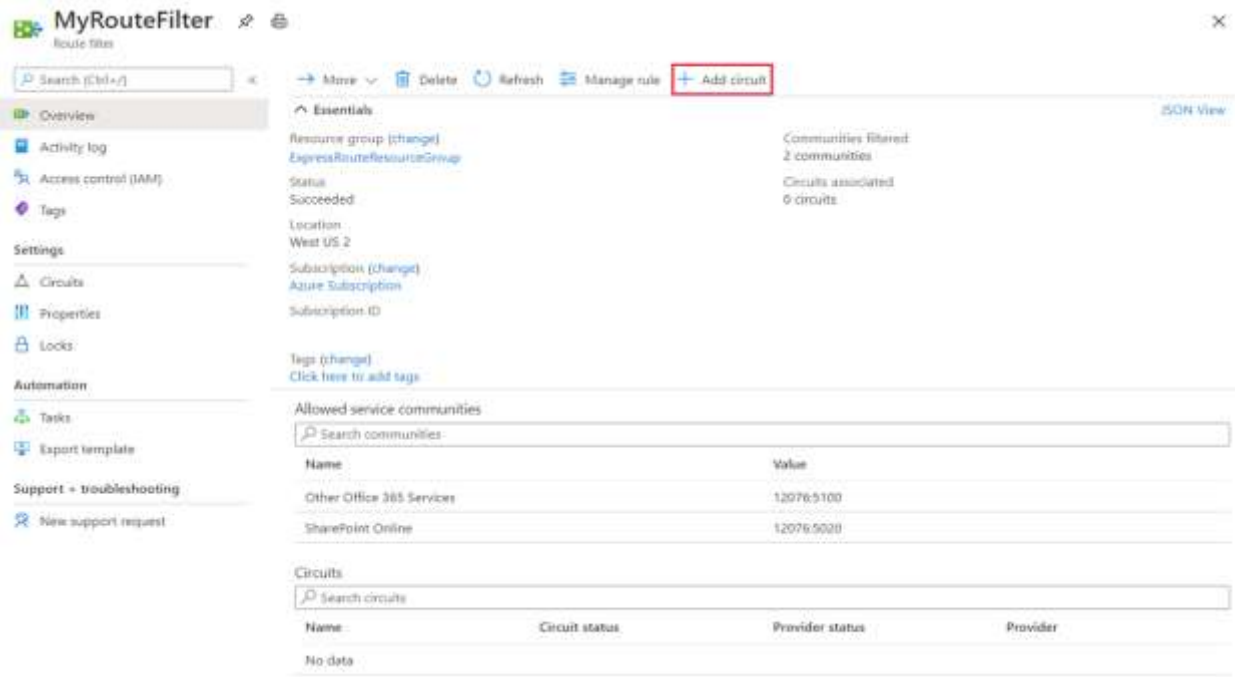 MyRouteFilter
Route filter
Search (Ctrl+/)
Move Delete Refresh Manage rule Add circuit
Overview
Activity log
Access control (IAM)
Tags
Settings
Circuits
Properties
Locks
Automation
Tasks
Export template
Support + troubleshooting
New support request
Essentials
JSON View
Resource group (change)
ExpressRouteResourceGroup
Status
Succeeded
Location
West US 2
Subscription (change)
Azure Subscription
Subscription ID
Tags (change)
Click here to add tags
Communities filtered
2 communities
Circuits associated
0 circuits
Allowed service communities
Search communities
Name Value
Other Office 365 Services 12076:5100
SharePoint Online 12076:5020
Circuits
Search circuits
Name Circuit status Provider status Provider
No data